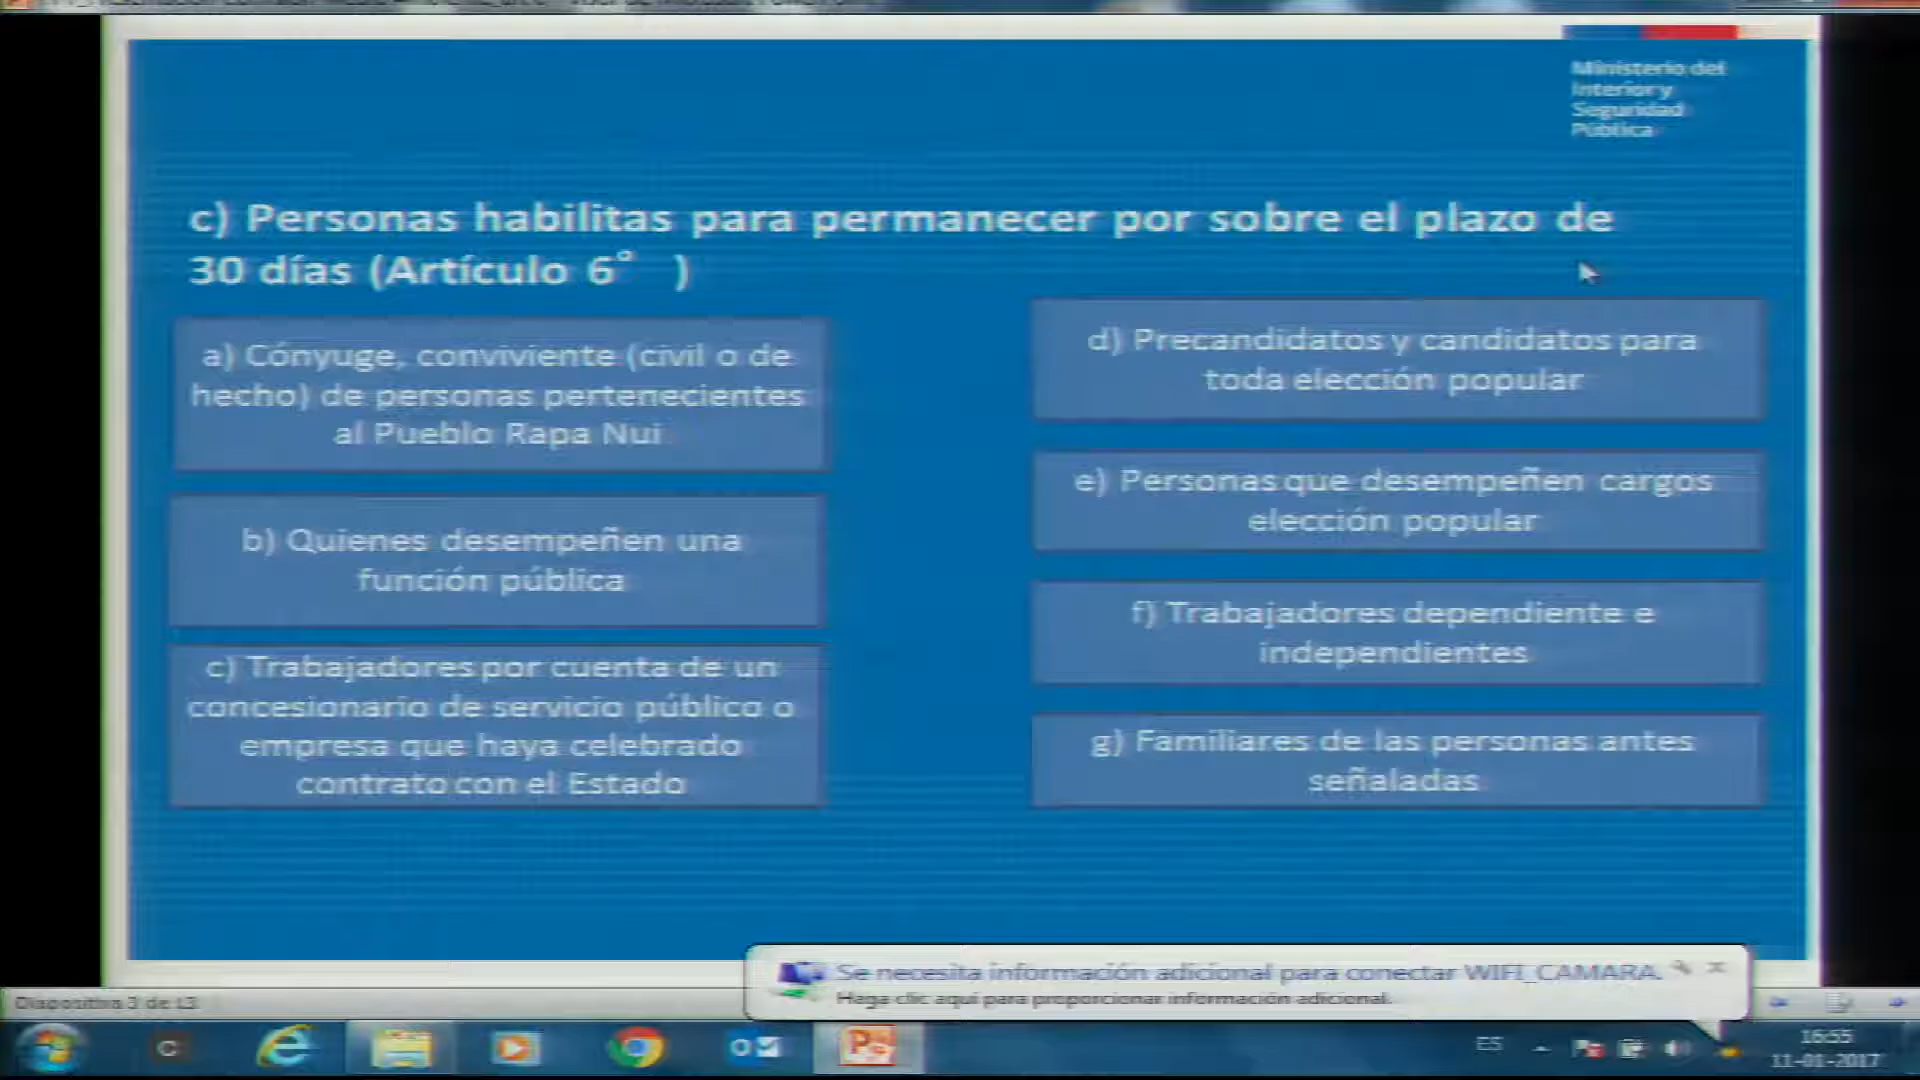 Ministerio del
Interior y
Seguridad
Pública
c) Personas habilitas para permanecer por sobre el plazo de
30 días (Artículo 6° )
a) Cónyuge, conviviente (civil o de
hecho) de personas pertenecientes
al Pueblo Rapa Nui
b) Quienes desempeñen una
función pública
c) Trabajadores por cuenta de un
concesionario de servicio público o
empresa que haya celebrado
contrato con el Estado
d) Precandidatos y candidatos para
toda elección popular
e) Personas que desempeñen cargos
elección popular
f) Trabajadores dependiente e
independientes
g) Familiares de las personas antes
señaladas
Se necesita información adicional para conectar WIFI_CAMARA.
Haga clic aquí para proporcionar información adicional.
Diapositiva 3 de 13
ES
16:55
11-01-2017